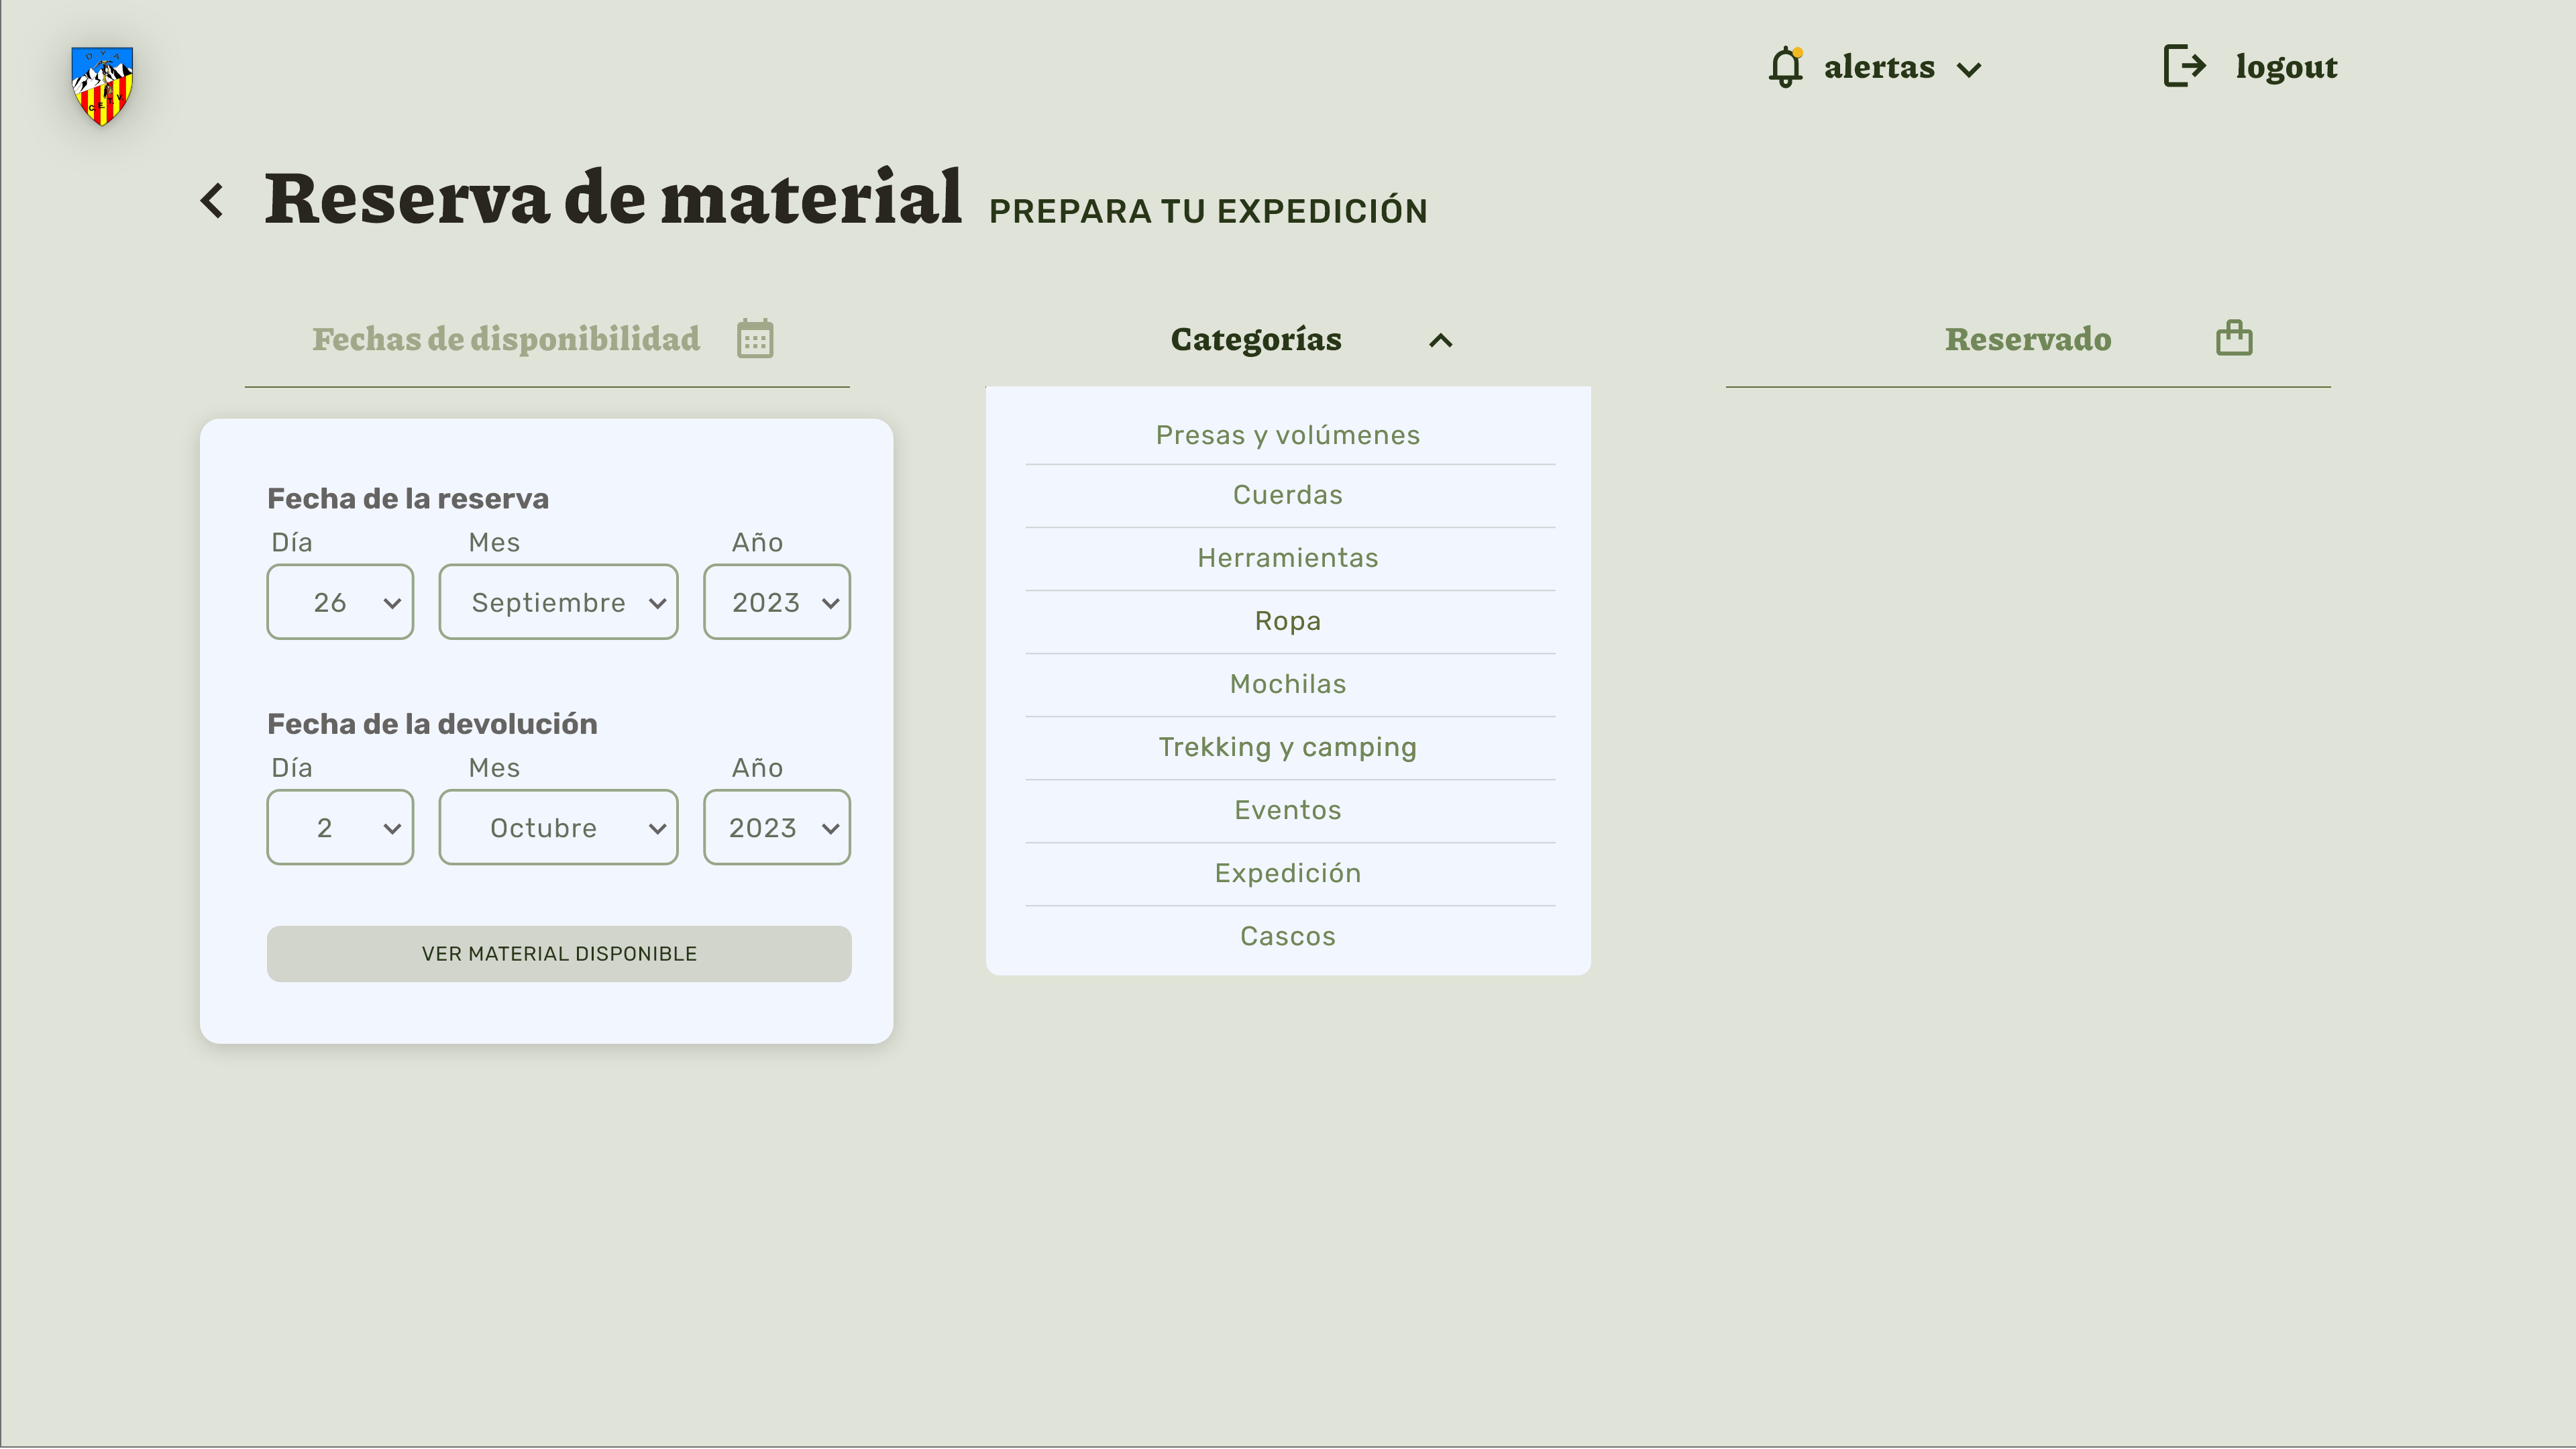 alertas
logout
Reserva de material PREPARA TU EXPEDICIÓN
Fechas de disponibilidad
Categorías
Reservado
Fecha de la reserva
Día Mes Año
26 Septiembre 2023
Fecha de la devolución
Día Mes Año
2 Octubre 2023
VER MATERIAL DISPONIBLE
Presas y volúmenes
Cuerdas
Herramientas
Ropa
Mochilas
Trekking y camping
Eventos
Expedición
Cascos